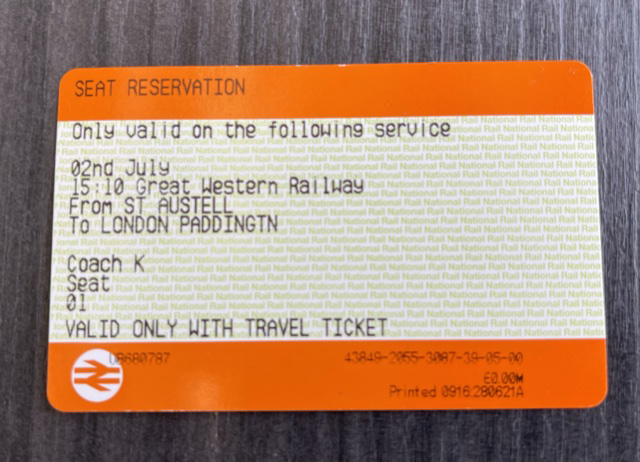 SEAT RESERVATION
Only valid on the following service
02nd July
15:10 Great Western Railway
From ST AUSTELL
To LONDON PADDINGTN
Coach K
Seat
01
VALID ONLY WITH TRAVEL TICKET
UB680787 43849-2055-3087-39-05-00
£0.00M
Printed 0916:280621A